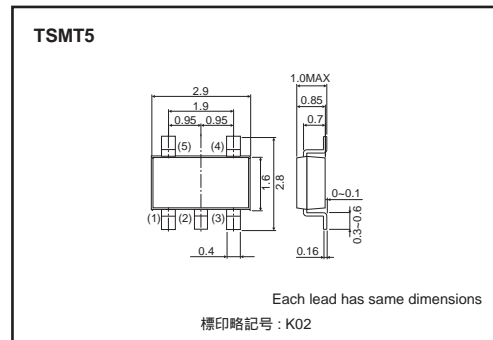 TSMT5
1.0MAX
2.9
0.85
1.9
0.7
0.95 0.95
(5) (4)
1.6
2.8
0~0.1
(1) (2) (3)
0.3~0.6
0.4
0.16
Each lead has same dimensions
標印略記号 : K02